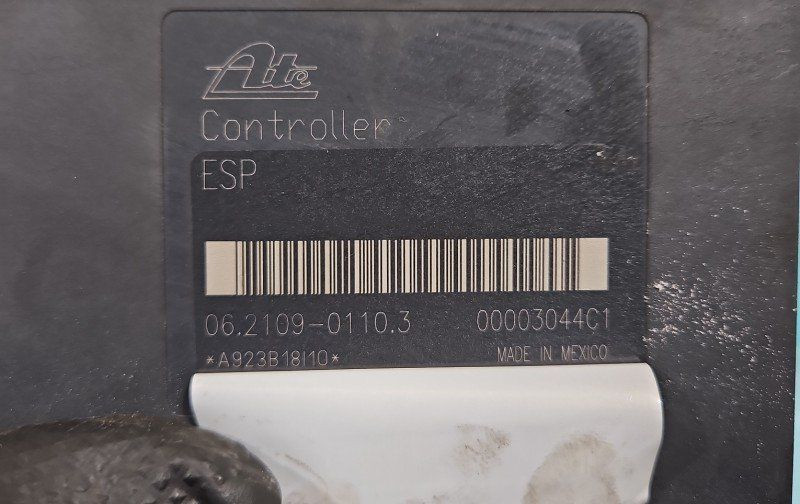 Ate
Controller
ESP
06.2109-0110.3 00003044C1
*A923B18I10* MADE IN MEXICO